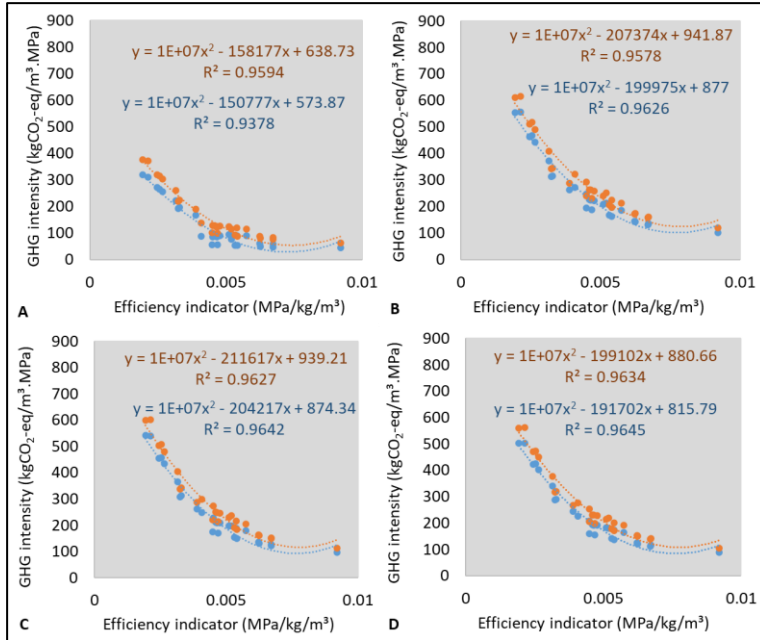 900
800
700
600
500
400
300
200
100
0
GHG intensity (kgCO₂-eq/m³.MPa)
y = 1E+07x² - 158177x + 638.73
R² = 0.9594
y = 1E+07x² - 150777x + 573.87
R² = 0.9378
0 0.005 0.01
A Efficiency indicator (MPa/kg/m³)
900
800
700
600
500
400
300
200
100
0
GHG intensity (kgCO₂-eq/m³.MPa)
y = 1E+07x² - 207374x + 941.87
R² = 0.9578
y = 1E+07x² - 199975x + 877
R² = 0.9626
0 0.005 0.01
B Efficiency indicator (MPa/kg/m³)
900
800
700
600
500
400
300
200
100
0
GHG intensity (kgCO₂-eq/m³.MPa)
y = 1E+07x² - 211617x + 939.21
R² = 0.9627
y = 1E+07x² - 204217x + 874.34
R² = 0.9642
0 0.005 0.01
C Efficiency indicator (MPa/kg/m³)
900
800
700
600
500
400
300
200
100
0
GHG intensity (kgCO₂-eq/m³.MPa)
y = 1E+07x² - 199102x + 880.66
R² = 0.9634
y = 1E+07x² - 191702x + 815.79
R² = 0.9645
0 0.005 0.01
D Efficiency indicator (MPa/kg/m³)